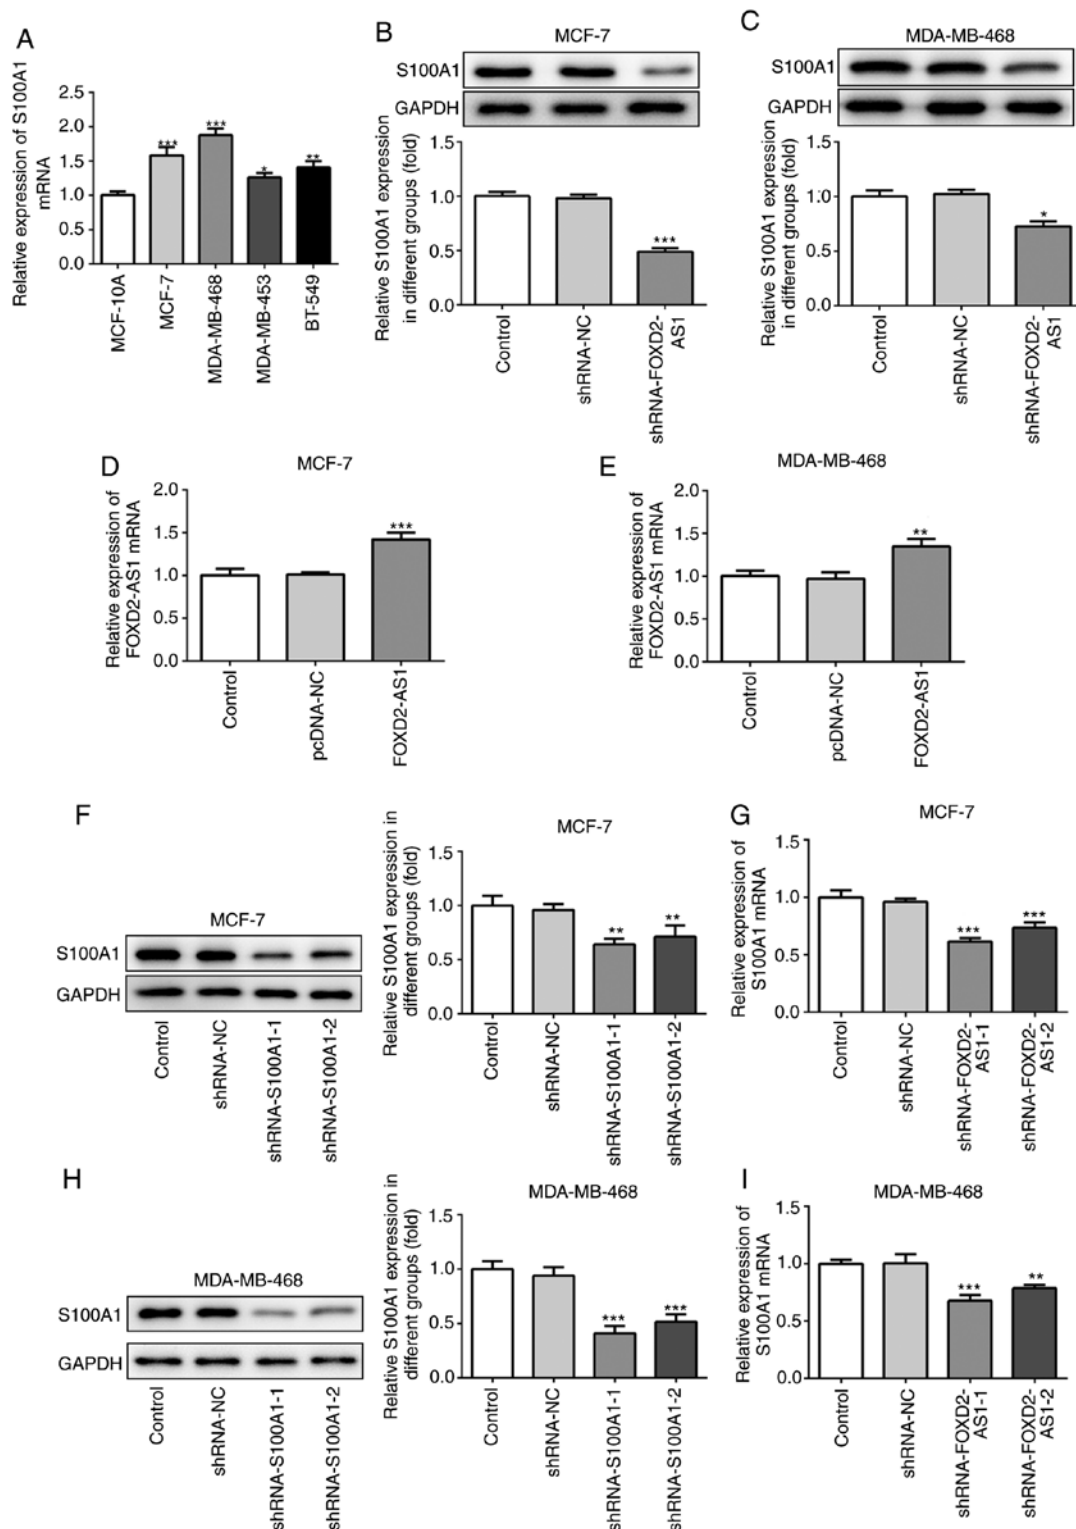 A
Relative expression of S100A1
mRNA
2.5
2.0
1.5
1.0
0.5
0.0
***
***
*
**
MCF-10A
MCF-7
MDA-MB-468
MDA-MB-453
BT-549
B
MCF-7
S100A1
GAPDH
Relative S100A1 expression
in different groups (fold)
1.5
1.0
0.5
0.0
***
Control
shRNA-NC
shRNA-FOXD2-
AS1
C
MDA-MB-468
S100A1
GAPDH
Relative S100A1 expression
in different groups (fold)
1.5
1.0
0.5
0.0
*
Control
shRNA-NC
shRNA-FOXD2-
AS1
D
MCF-7
Relative expression of
FOXD2-AS1 mRNA
2.0
1.5
1.0
0.5
0.0
***
Control
pcDNA-NC
FOXD2-AS1
E
MDA-MB-468
Relative expression of
FOXD2-AS1 mRNA
2.0
1.5
1.0
0.5
0.0
**
Control
pcDNA-NC
FOXD2-AS1
F
MCF-7
S100A1
GAPDH
Control
shRNA-NC
shRNA-S100A1-1
shRNA-S100A1-2
MCF-7
Relative S100A1 expression in
different groups (fold)
1.5
1.0
0.5
0.0
**
**
Control
shRNA-NC
shRNA-S100A1-1
shRNA-S100A1-2
G
MCF-7
Relative expression of
S100A1 mRNA
1.5
1.0
0.5
0.0
***
***
Control
shRNA-NC
shRNA-FOXD2-
AS1-1
shRNA-FOXD2-
AS1-2
H
MDA-MB-468
S100A1
GAPDH
Control
shRNA-NC
shRNA-S100A1-1
shRNA-S100A1-2
MDA-MB-468
Relative S100A1 expression in
different groups (fold)
1.5
1.0
0.5
0.0
***
***
Control
shRNA-NC
shRNA-S100A1-1
shRNA-S100A1-2
I
MDA-MB-468
Relative expression of
S100A1 mRNA
1.5
1.0
0.5
0.0
***
**
Control
shRNA-NC
shRNA-FOXD2-
AS1-1
shRNA-FOXD2-
AS1-2